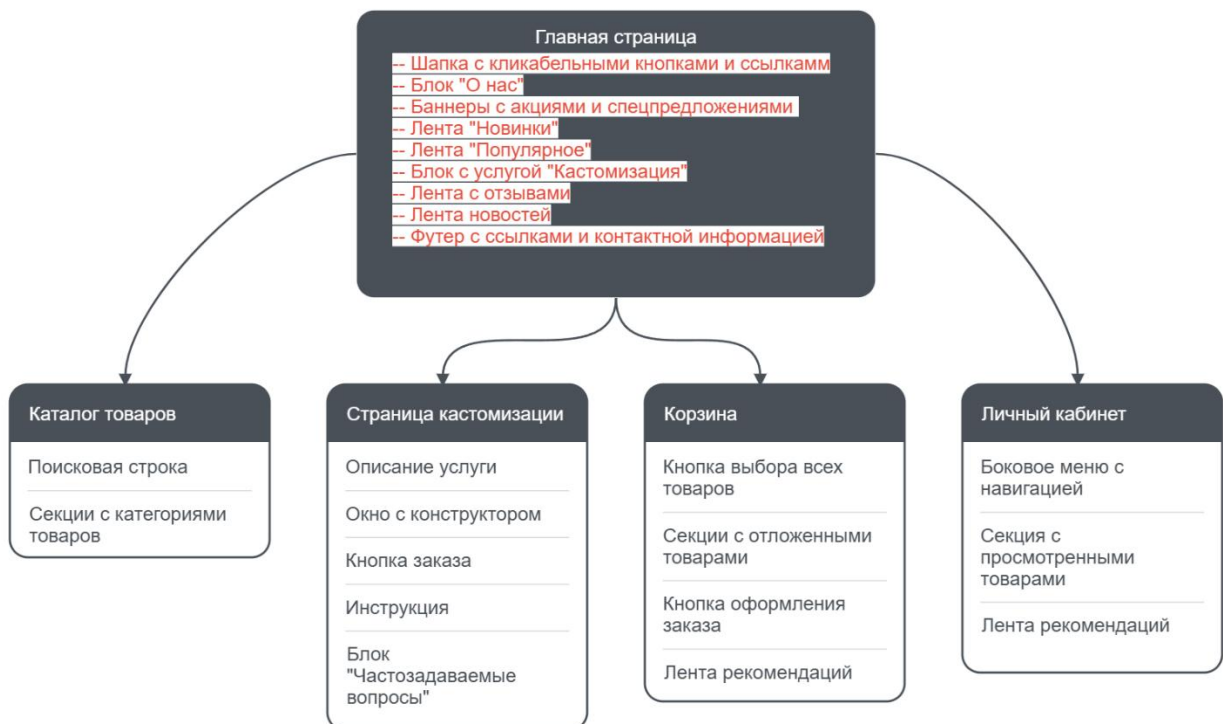 Главная страница
-- Шапка с кликабельными кнопками и ссылкамм
-- Блок "О нас"
-- Баннеры с акциями и спецпредложениями
-- Лента "Новинки"
-- Лента "Популярное"
-- Блок с услугой "Кастомизация"
-- Лента с отзывами
-- Лента новостей
-- Футер с ссылками и контактной информацией
Каталог товаров
Поисковая строка
Секции с категориями
товаров
Страница кастомизации
Описание услуги
Окно с конструктором
Кнопка заказа
Инструкция
Блок
"Частозадаваемые
вопросы"
Корзина
Кнопка выбора всех
товаров
Секции с отложенными
товарами
Кнопка оформления
заказа
Лента рекомендаций
Личный кабинет
Боковое меню с
навигацией
Секция с
просмотренными
товарами
Лента рекомендаций